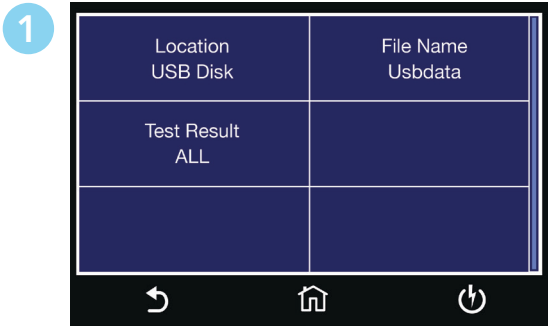 1
Location
USB Disk
File Name
Usbdata
Test Result
ALL